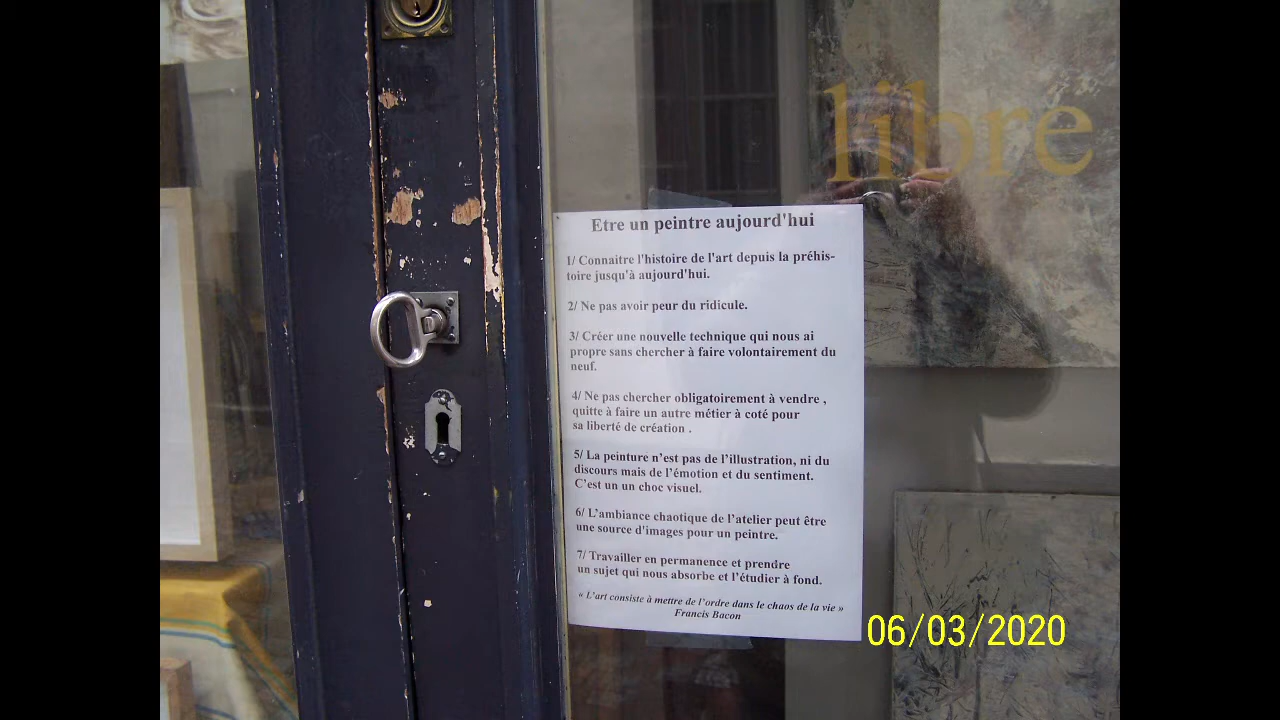 libre
Etre un peintre aujourd'hui
1/ Connaitre l'histoire de l'art depuis la préhis-
toire jusqu'à aujourd'hui.
2/ Ne pas avoir peur du ridicule.
3/ Créer une nouvelle technique qui nous ai
propre sans chercher à faire volontairement du
neuf.
4/ Ne pas chercher obligatoirement à vendre ,
quitte à faire un autre métier à coté pour
sa liberté de création .
5/ La peinture n'est pas de l'illustration, ni du
discours mais de l'émotion et du sentiment.
C'est un un choc visuel.
6/ L'ambiance chaotique de l'atelier peut être
une source d'images pour un peintre.
7/ Travailler en permanence et prendre
un sujet qui nous absorbe et l'étudier à fond.
« L'art consiste à mettre de l'ordre dans le chaos de la vie »
Francis Bacon
06/03/2020